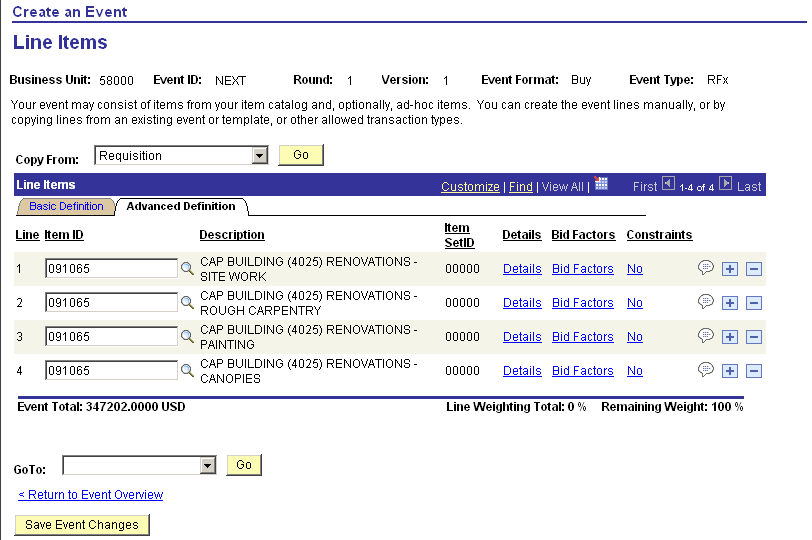 Create an Event
Line Items
Business Unit: 58000 Event ID: NEXT Round: 1 Version: 1 Event Format: Buy Event Type: RFx
Your event may consist of items from your item catalog and, optionally, ad-hoc items. You can create the event lines manually, or by
copying lines from an existing event or template, or other allowed transaction types.
Copy From: Requisition Go
Line Items Customize | Find | View All | First 1-4 of 4 Last
Basic Definition Advanced Definition
Line Item ID Description Item SetID Details Bid Factors Constraints
1 091065 CAP BUILDING (4025) RENOVATIONS - SITE WORK 00000 Details Bid Factors No
2 091065 CAP BUILDING (4025) RENOVATIONS - ROUGH CARPENTRY 00000 Details Bid Factors No
3 091065 CAP BUILDING (4025) RENOVATIONS - PAINTING 00000 Details Bid Factors No
4 091065 CAP BUILDING (4025) RENOVATIONS - CANOPIES 00000 Details Bid Factors No
Event Total: 347202.0000 USD Line Weighting Total: 0 % Remaining Weight: 100 %
GoTo: Go
< Return to Event Overview
Save Event Changes